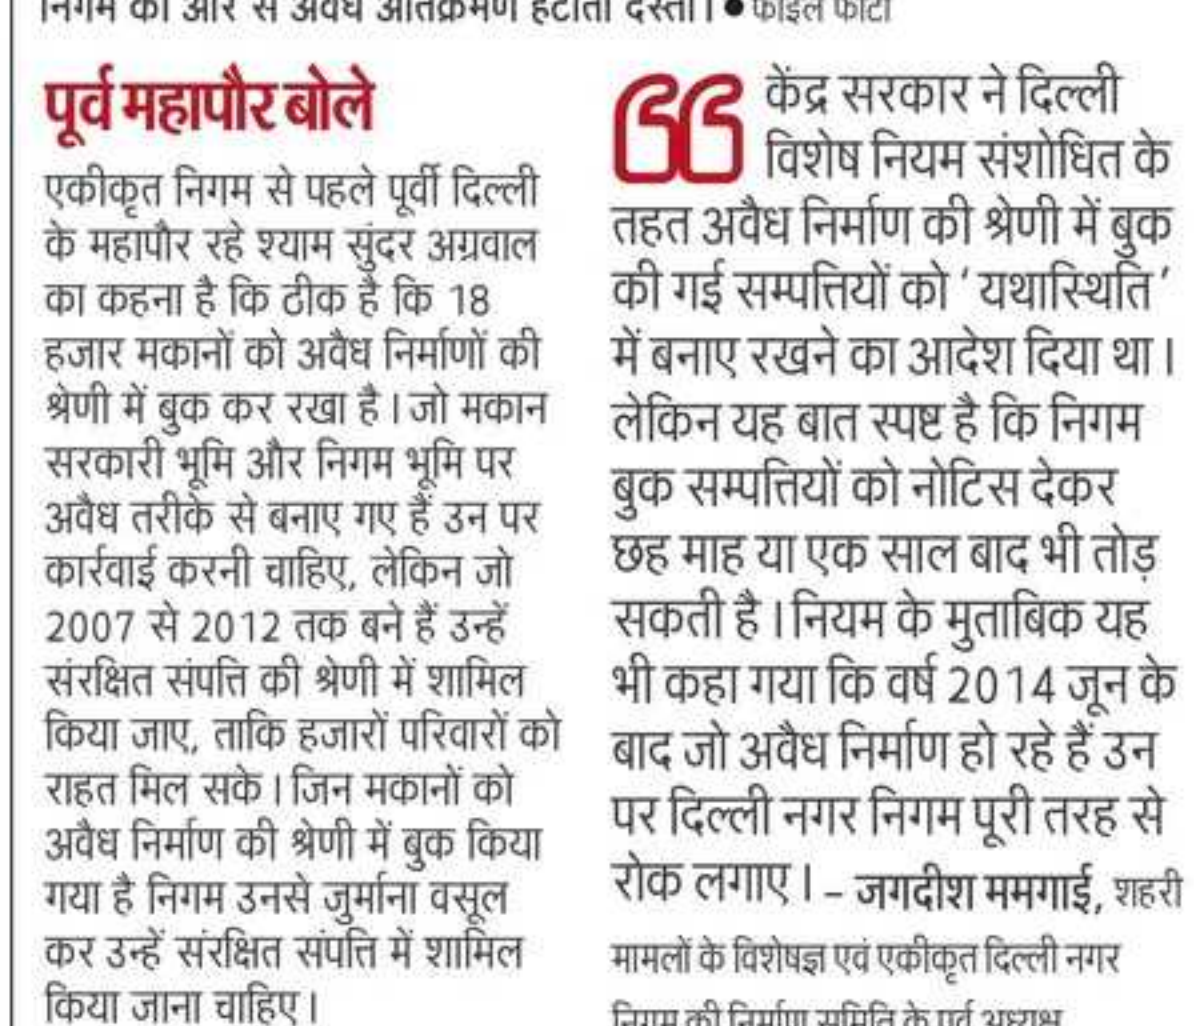 निगम की ओर से अवैध अतिक्रमण हटाता दस्ता। ● फाइल फोटो
पूर्व महापौर बोले
एकीकृत निगम से पहले पूर्वी दिल्ली
के महापौर रहे श्याम सुंदर अग्रवाल
का कहना है कि ठीक है कि 18
हजार मकानों को अवैध निर्माणों की
श्रेणी में बुक कर रखा है। जो मकान
सरकारी भूमि और निगम भूमि पर
अवैध तरीके से बनाए गए हैं उन पर
कार्रवाई करनी चाहिए, लेकिन जो
2007 से 2012 तक बने हैं उन्हें
संरक्षित संपत्ति की श्रेणी में शामिल
किया जाए, ताकि हजारों परिवारों को
राहत मिल सके। जिन मकानों को
अवैध निर्माण की श्रेणी में बुक किया
गया है निगम उनसे जुर्माना वसूल
कर उन्हें संरक्षित संपत्ति में शामिल
किया जाना चाहिए।
“ केंद्र सरकार ने दिल्ली
विशेष नियम संशोधित के
तहत अवैध निर्माण की श्रेणी में बुक
की गई सम्पत्तियों को ‘ यथास्थिति ’
में बनाए रखने का आदेश दिया था।
लेकिन यह बात स्पष्ट है कि निगम
बुक सम्पत्तियों को नोटिस देकर
छह माह या एक साल बाद भी तोड़
सकती है। नियम के मुताबिक यह
भी कहा गया कि वर्ष 2014 जून के
बाद जो अवैध निर्माण हो रहे हैं उन
पर दिल्ली नगर निगम पूरी तरह से
रोक लगाए। – जगदीश ममगाई, शहरी
मामलों के विशेषज्ञ एवं एकीकृत दिल्ली नगर
निगम की निर्माण समिति के पूर्व अध्यक्ष